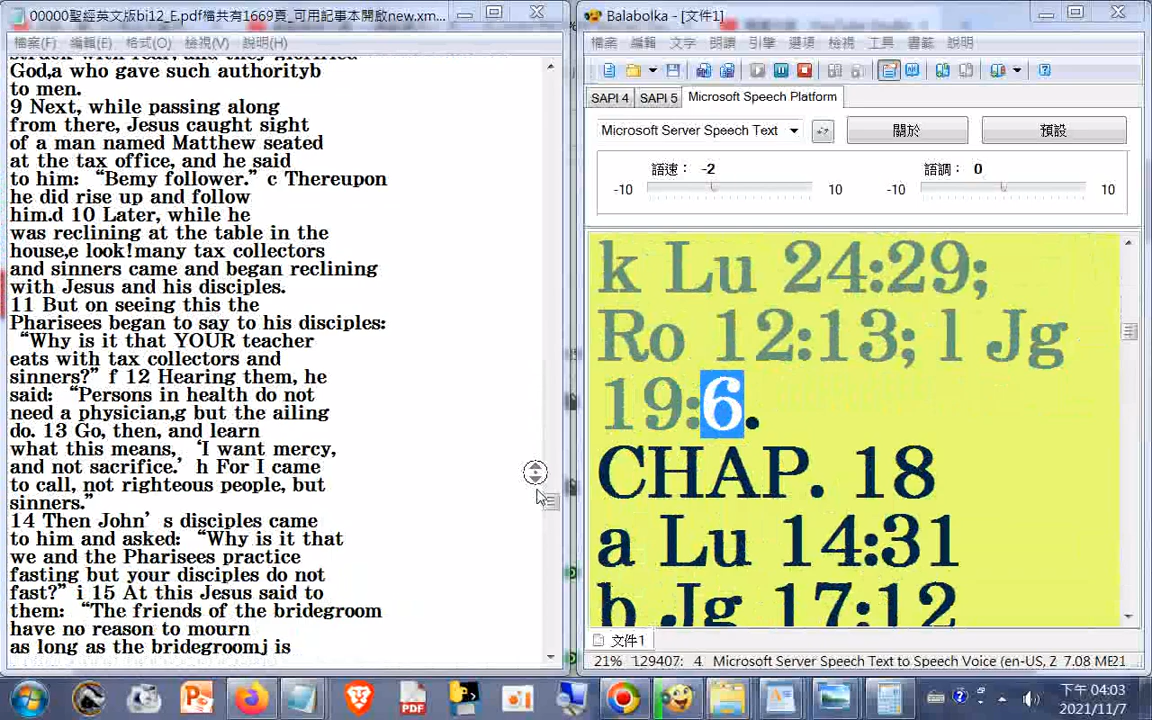 00000聖經英文版bi12_E.pdf檔共有1669頁_可用記事本開啟new.xm...
檔案(F) 編輯(E) 格式(O) 檢視(V) 說明(H)
struck with fear, and they glorified
God,a who gave such authorityb
to men.
9 Next, while passing along
from there, Jesus caught sight
of a man named Matthew seated
at the tax office, and he said
to him: “Bemy follower.” c Thereupon
he did rise up and follow
him.d 10 Later, while he
was reclining at the table in the
house,e look!many tax collectors
and sinners came and began reclining
with Jesus and his disciples.
11 But on seeing this the
Pharisees began to say to his disciples:
“Why is it that YOUR teacher
eats with tax collectors and
sinners?” f 12 Hearing them, he
said: “Persons in health do not
need a physician,g but the ailing
do. 13 Go, then, and learn
what this means, ‘I want mercy,
and not sacrifice.’ h For I came
to call, not righteous people, but
sinners.”
14 Then John’s disciples came
to him and asked: “Why is it that
we and the Pharisees practice
fasting but your disciples do not
fast?” i 15 At this Jesus said to
them: “The friends of the bridegroom
have no reason to mourn
as long as the bridegroomj is
Balabolka - [文件1]
檔案 編輯 文字 朗讀 引擎 選項 檢視 工具 書籤 說明
SAPI 4 SAPI 5 Microsoft Speech Platform
Microsoft Server Speech Text 關於 預設
語速: -2 語調: 0
-10 10 -10 10
k Lu 24:29;
Ro 12:13; l Jg
19:6.
CHAP. 18
a Lu 14:31
b Jg 17:12
文件1
21% 129407: 4 Microsoft Server Speech Text to Speech Voice (en-US, Z 7.08 ME21
下午 04:03
2021/11/7